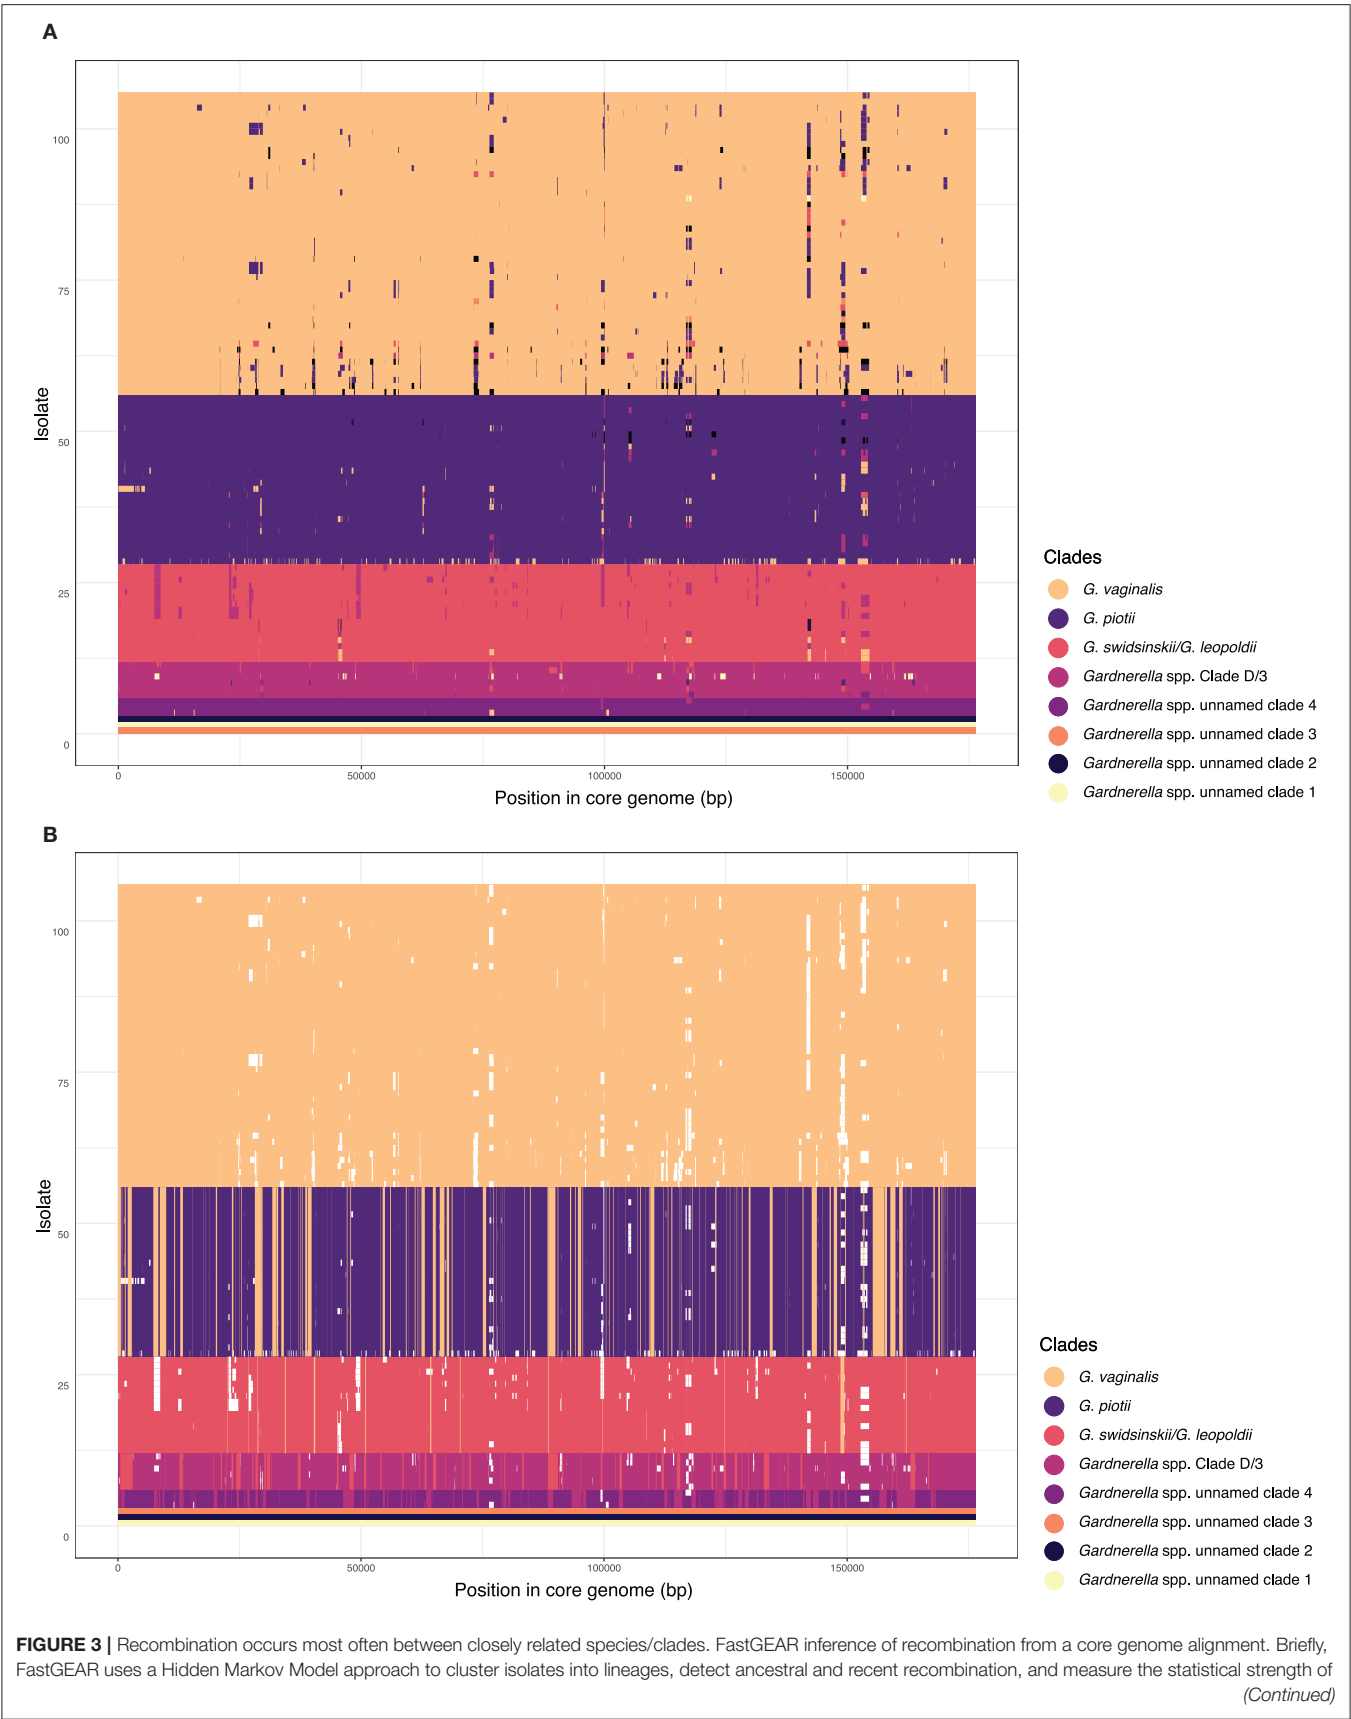 A
100
75
50
25
0
Isolate
0 50000 100000 150000
Position in core genome (bp)
Clades
G. vaginalis
G. piotii
G. swidsinskii/G. leopoldii
Gardnerella spp. Clade D/3
Gardnerella spp. unnamed clade 4
Gardnerella spp. unnamed clade 3
Gardnerella spp. unnamed clade 2
Gardnerella spp. unnamed clade 1
B
100
75
50
25
0
Isolate
0 50000 100000 150000
Position in core genome (bp)
Clades
G. vaginalis
G. piotii
G. swidsinskii/G. leopoldii
Gardnerella spp. Clade D/3
Gardnerella spp. unnamed clade 4
Gardnerella spp. unnamed clade 3
Gardnerella spp. unnamed clade 2
Gardnerella spp. unnamed clade 1
FIGURE 3 | Recombination occurs most often between closely related species/clades. FastGEAR inference of recombination from a core genome alignment. Briefly,
FastGEAR uses a Hidden Markov Model approach to cluster isolates into lineages, detect ancestral and recent recombination, and measure the statistical strength of
(Continued)